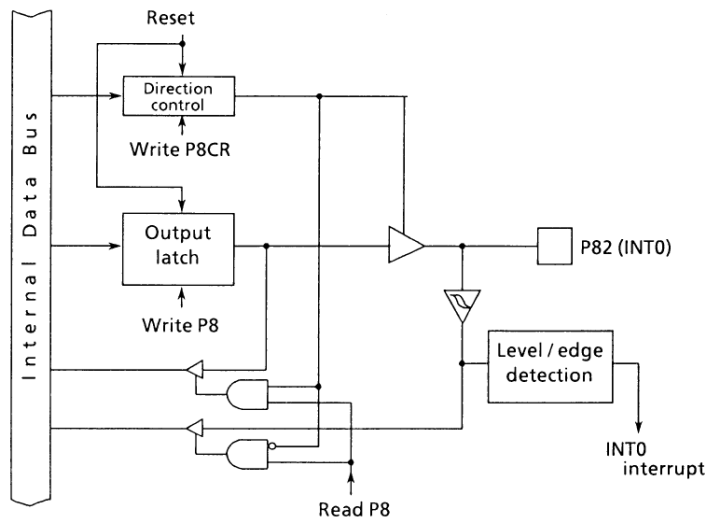 Reset
Direction
control
Write P8CR
Internal Data Bus
Output
latch
P82 (INT0)
Write P8
Level / edge
detection
INT0
interrupt
Read P8